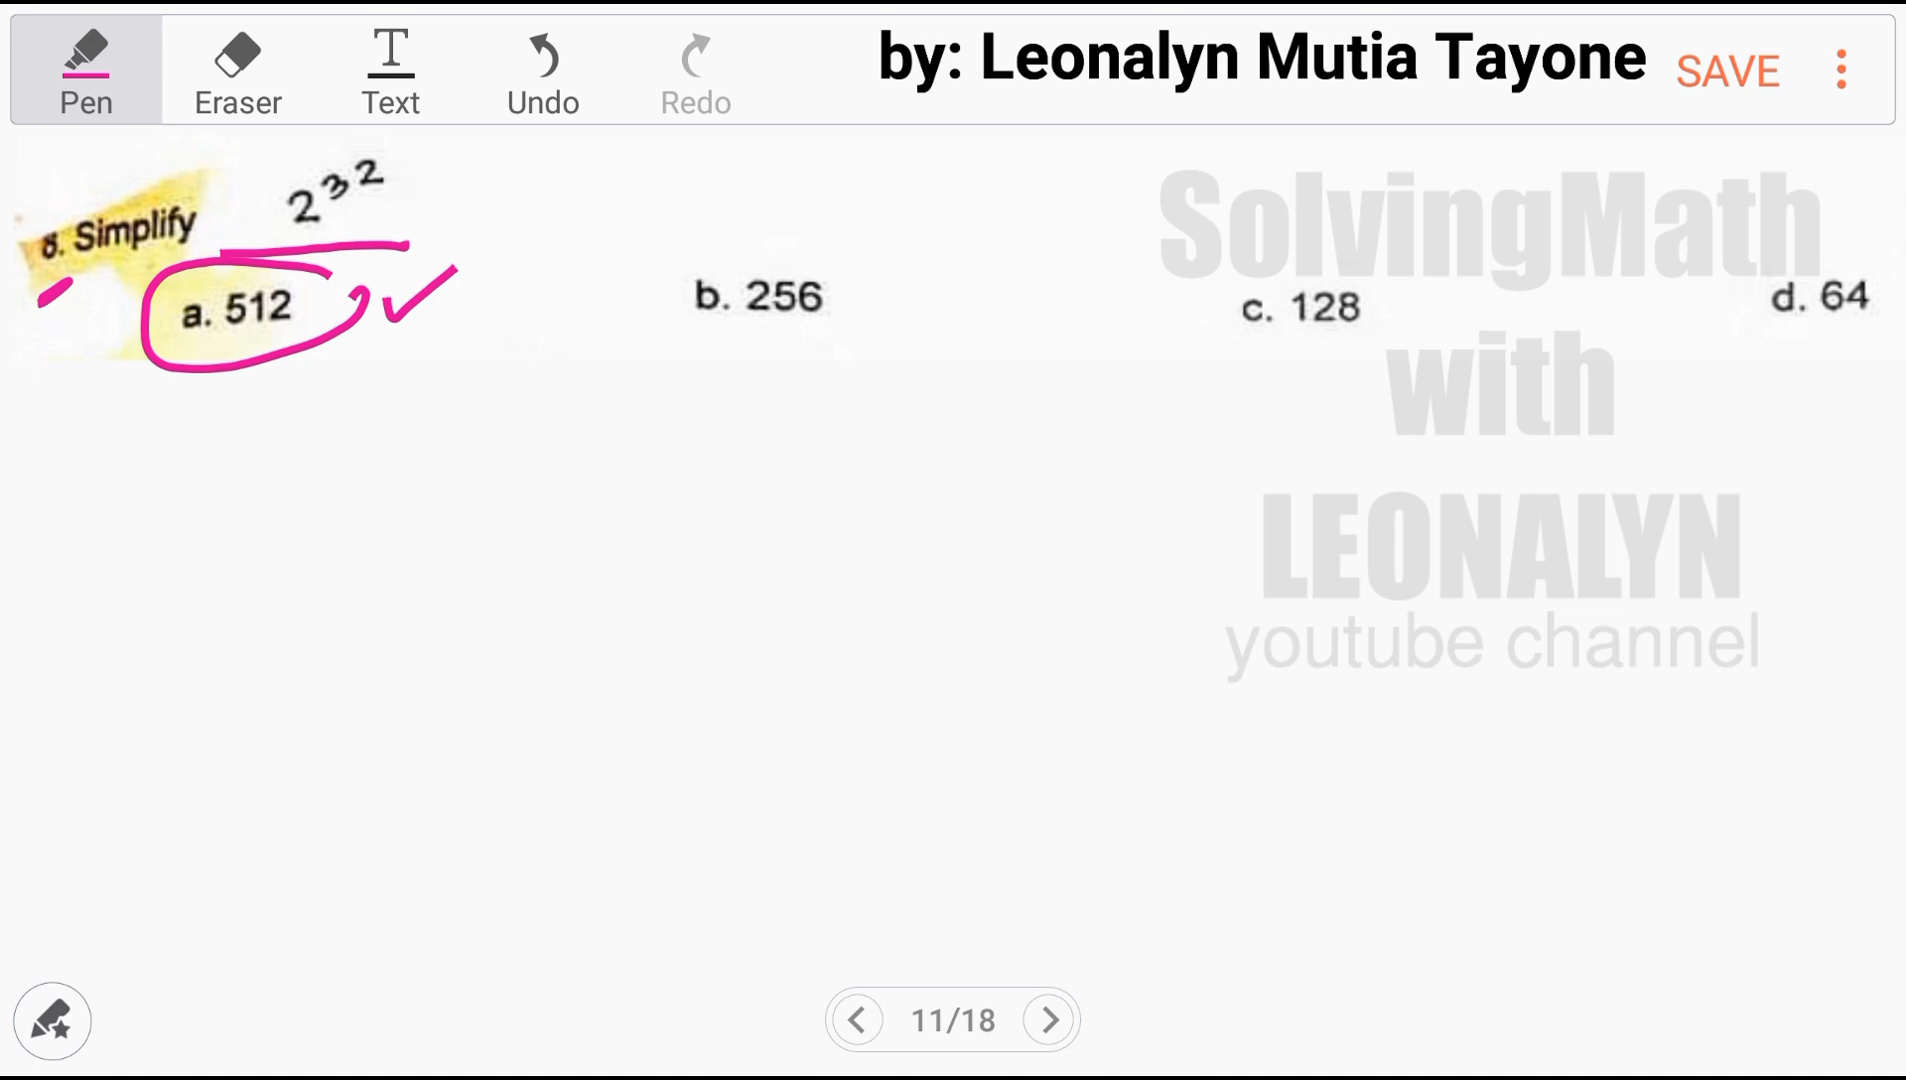 by: Leonalyn Mutia Tayone
SAVE
Pen Eraser Text Undo Redo
8. Simplify 2³²
a. 512 b. 256 c. 128 d. 64
SolvingMath
with
LEONALYN
youtube channel
11/18